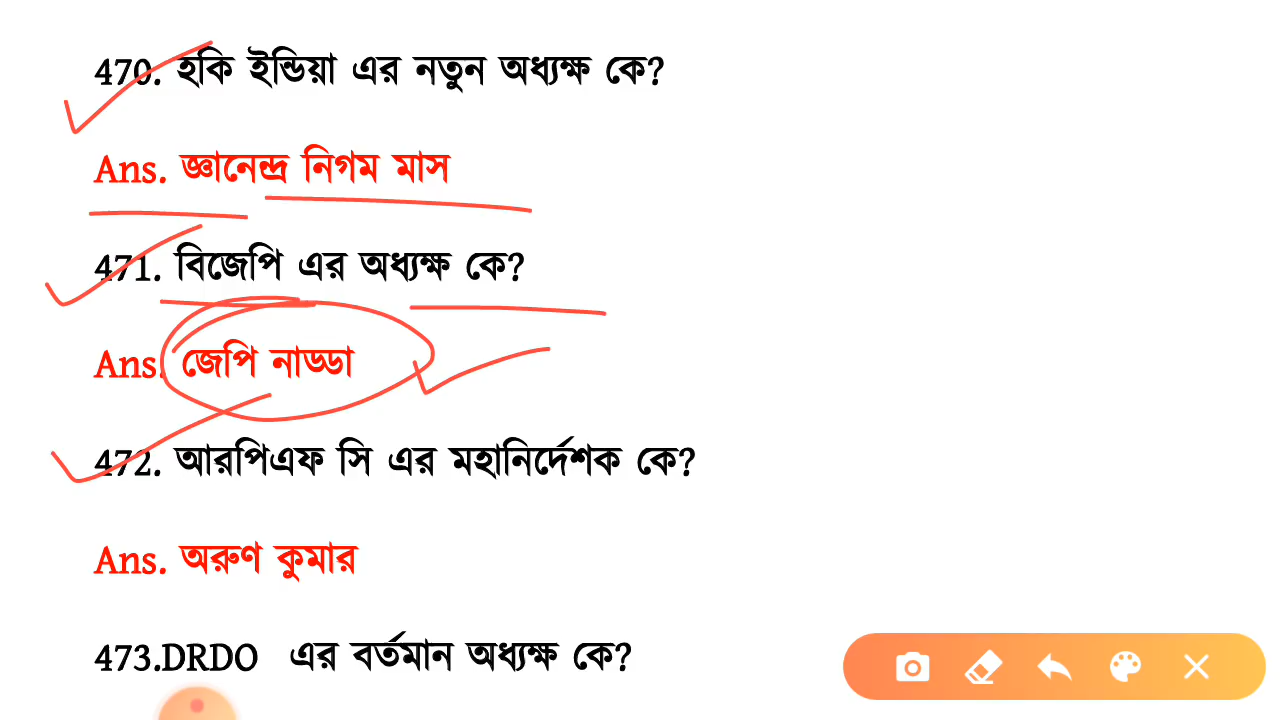 470. হকি ইন্ডিয়া এর নতুন অধ্যক্ষ কে?
Ans. জ্ঞানেন্দ্র নিগম মাস
471. বিজেপি এর অধ্যক্ষ কে?
Ans. জেপি নাড্ডা
472. আরপিএফ সি এর মহানির্দেশক কে?
Ans. অরুণ কুমার
473.DRDO এর বর্তমান অধ্যক্ষ কে?